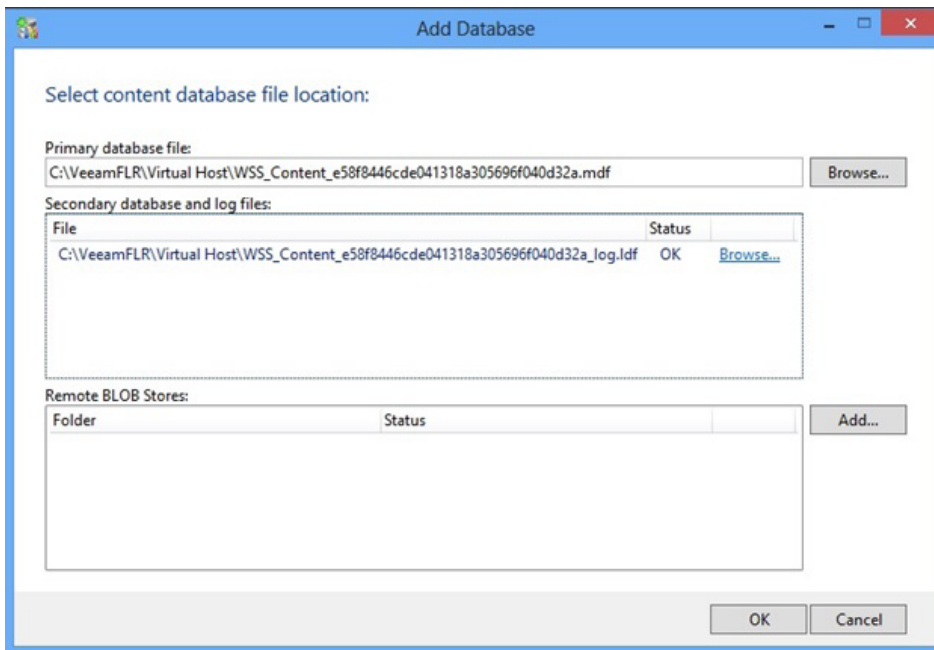 Add Database
Select content database file location:
Primary database file:
C:\VeeamFLR\Virtual Host\WSS_Content_e58f8446cde041318a305696f040d32a.mdf
Browse...
Secondary database and log files:
File Status
C:\VeeamFLR\Virtual Host\WSS_Content_e58f8446cde041318a305696f040d32a_log.ldf OK Browse...
Remote BLOB Stores:
Folder Status
Add...
OK Cancel